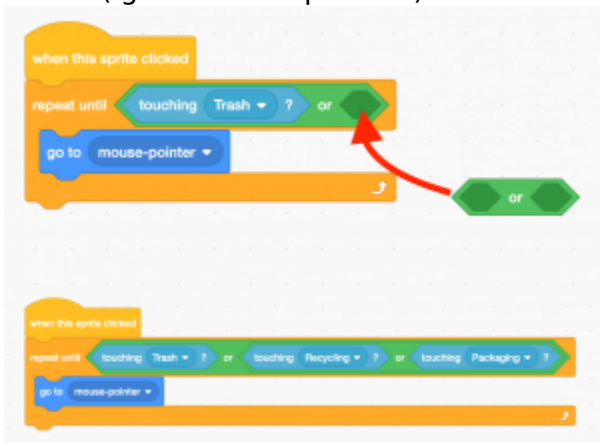 when this sprite clicked
repeat until touching Trash ? or
go to mouse-pointer
or
when this sprite clicked
repeat until touching Trash ? or touching Recycling ? or touching Packaging ?
go to mouse-pointer